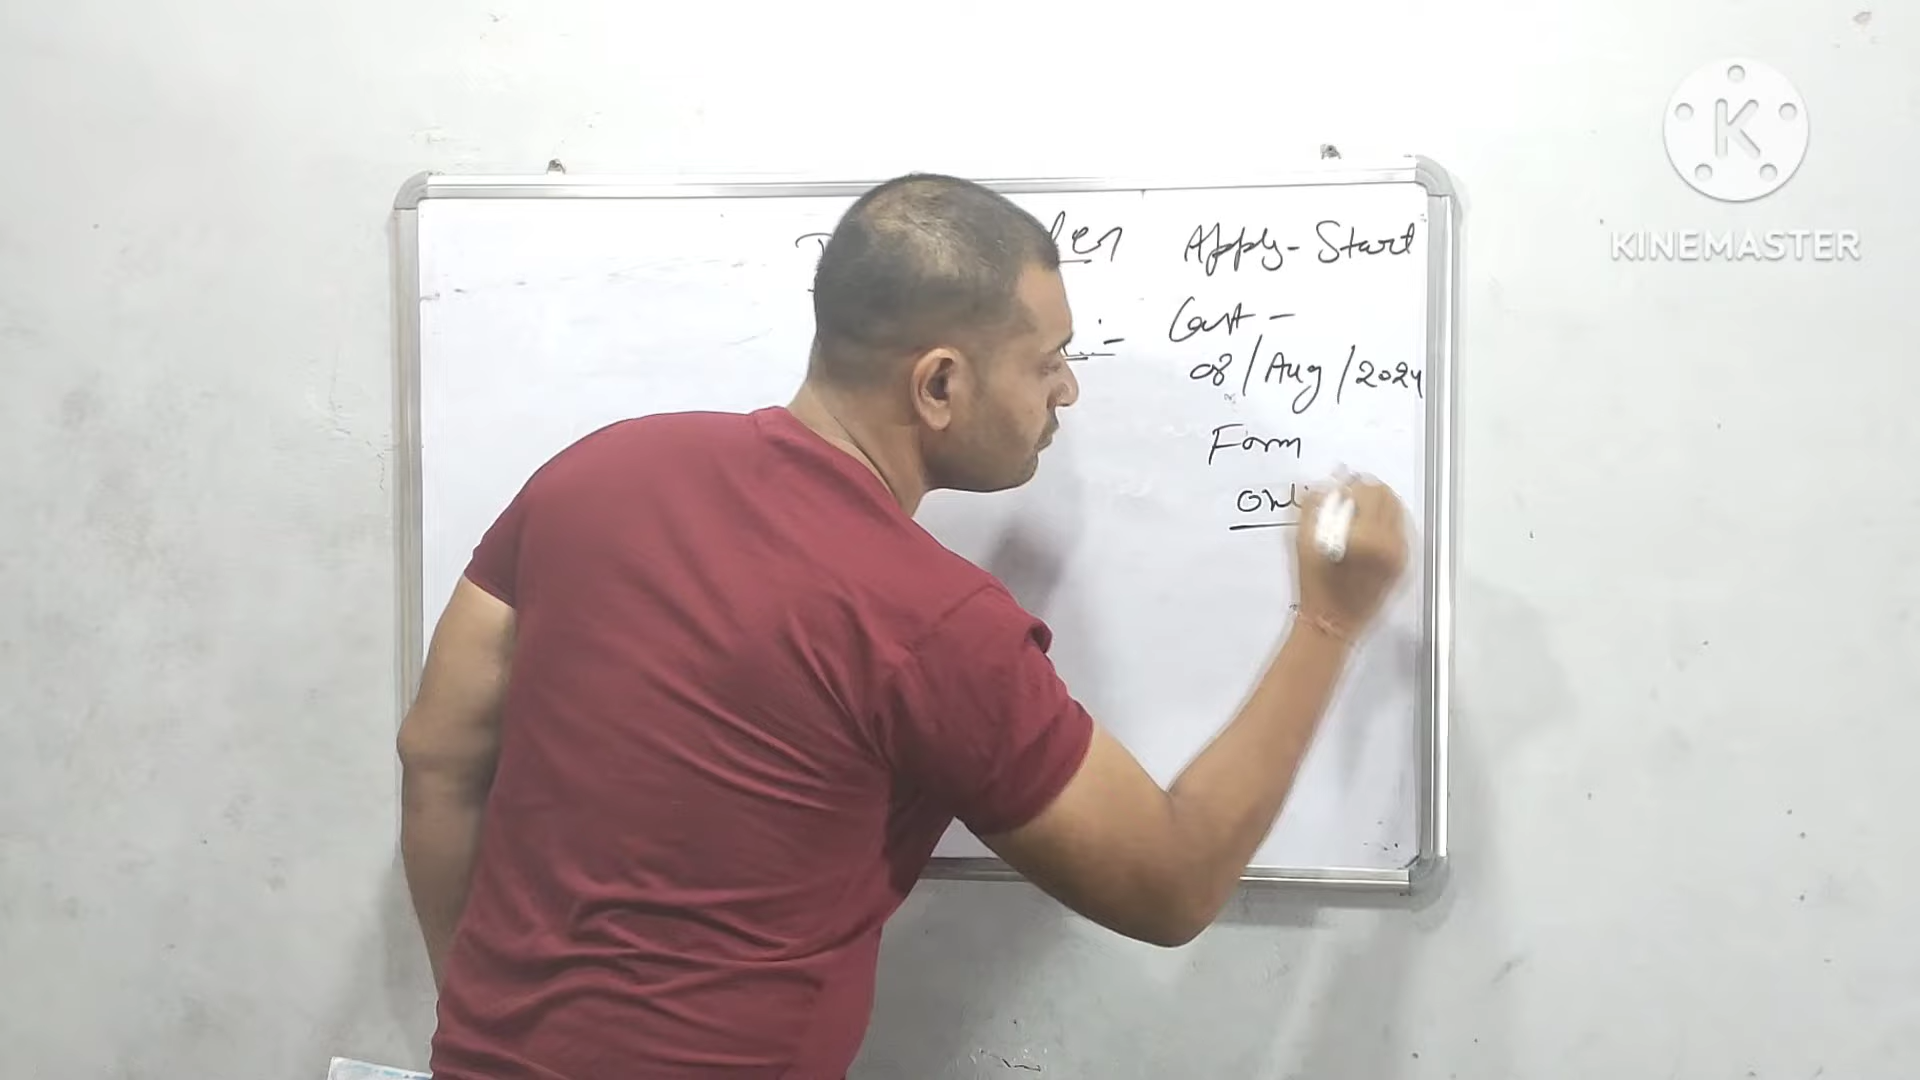 Apply - Start
Last -
08/Aug/2024
Form
KINEMASTER